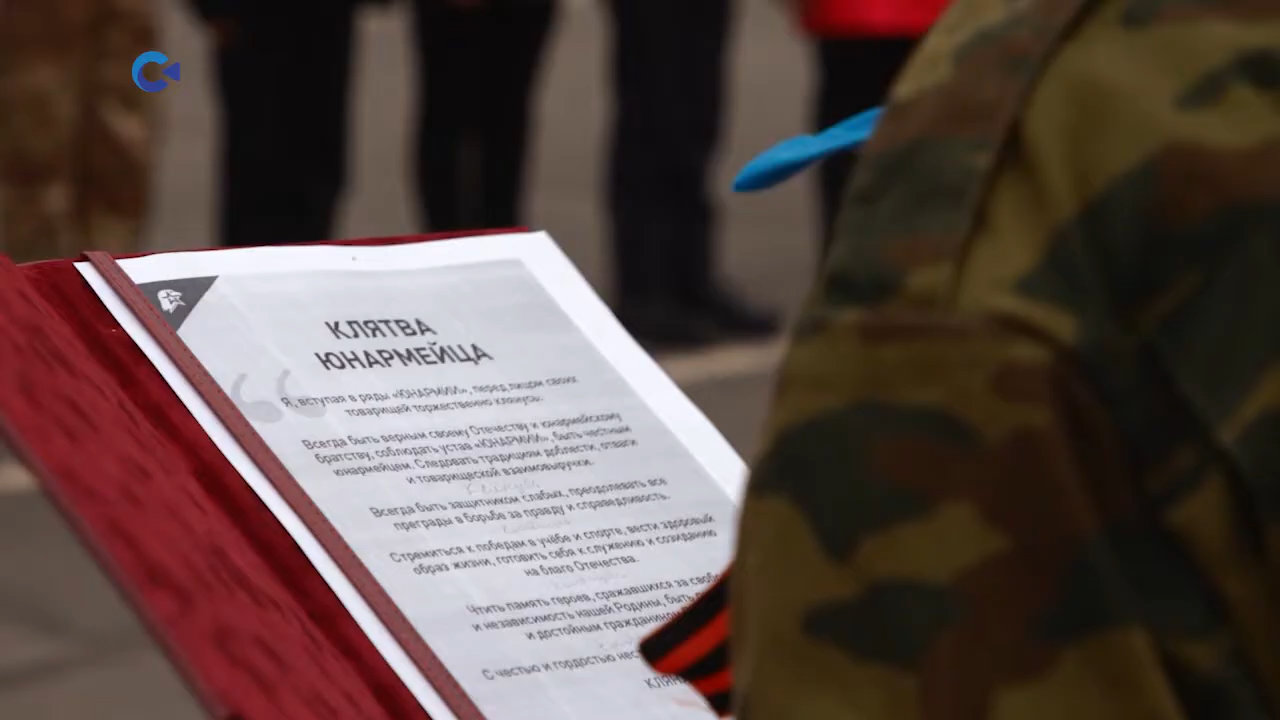 КЛЯТВА
ЮНАРМЕЙЦА
Я, вступая в ряды «ЮНАРМИИ», перед лицом своих
товарищей торжественно клянусь:
Всегда быть верным своему Отечеству и юнармейскому
братству, соблюдать устав «ЮНАРМИИ», быть честным
юнармейцем. Следовать традициям доблести, отваги
и товарищеской взаимовыручки.
Клянусь
Всегда быть защитником слабых, преодолевать все
преграды в борьбе за правду и справедливость.
Стремиться к победам в учёбе и спорте, вести здоровый
образ жизни, готовить себя к служению и созиданию
на благо Отечества.
Чтить память героев, сражавшихся за
и независимость нашей Родины, быть
и достойным гражданином
С честью и гордостью